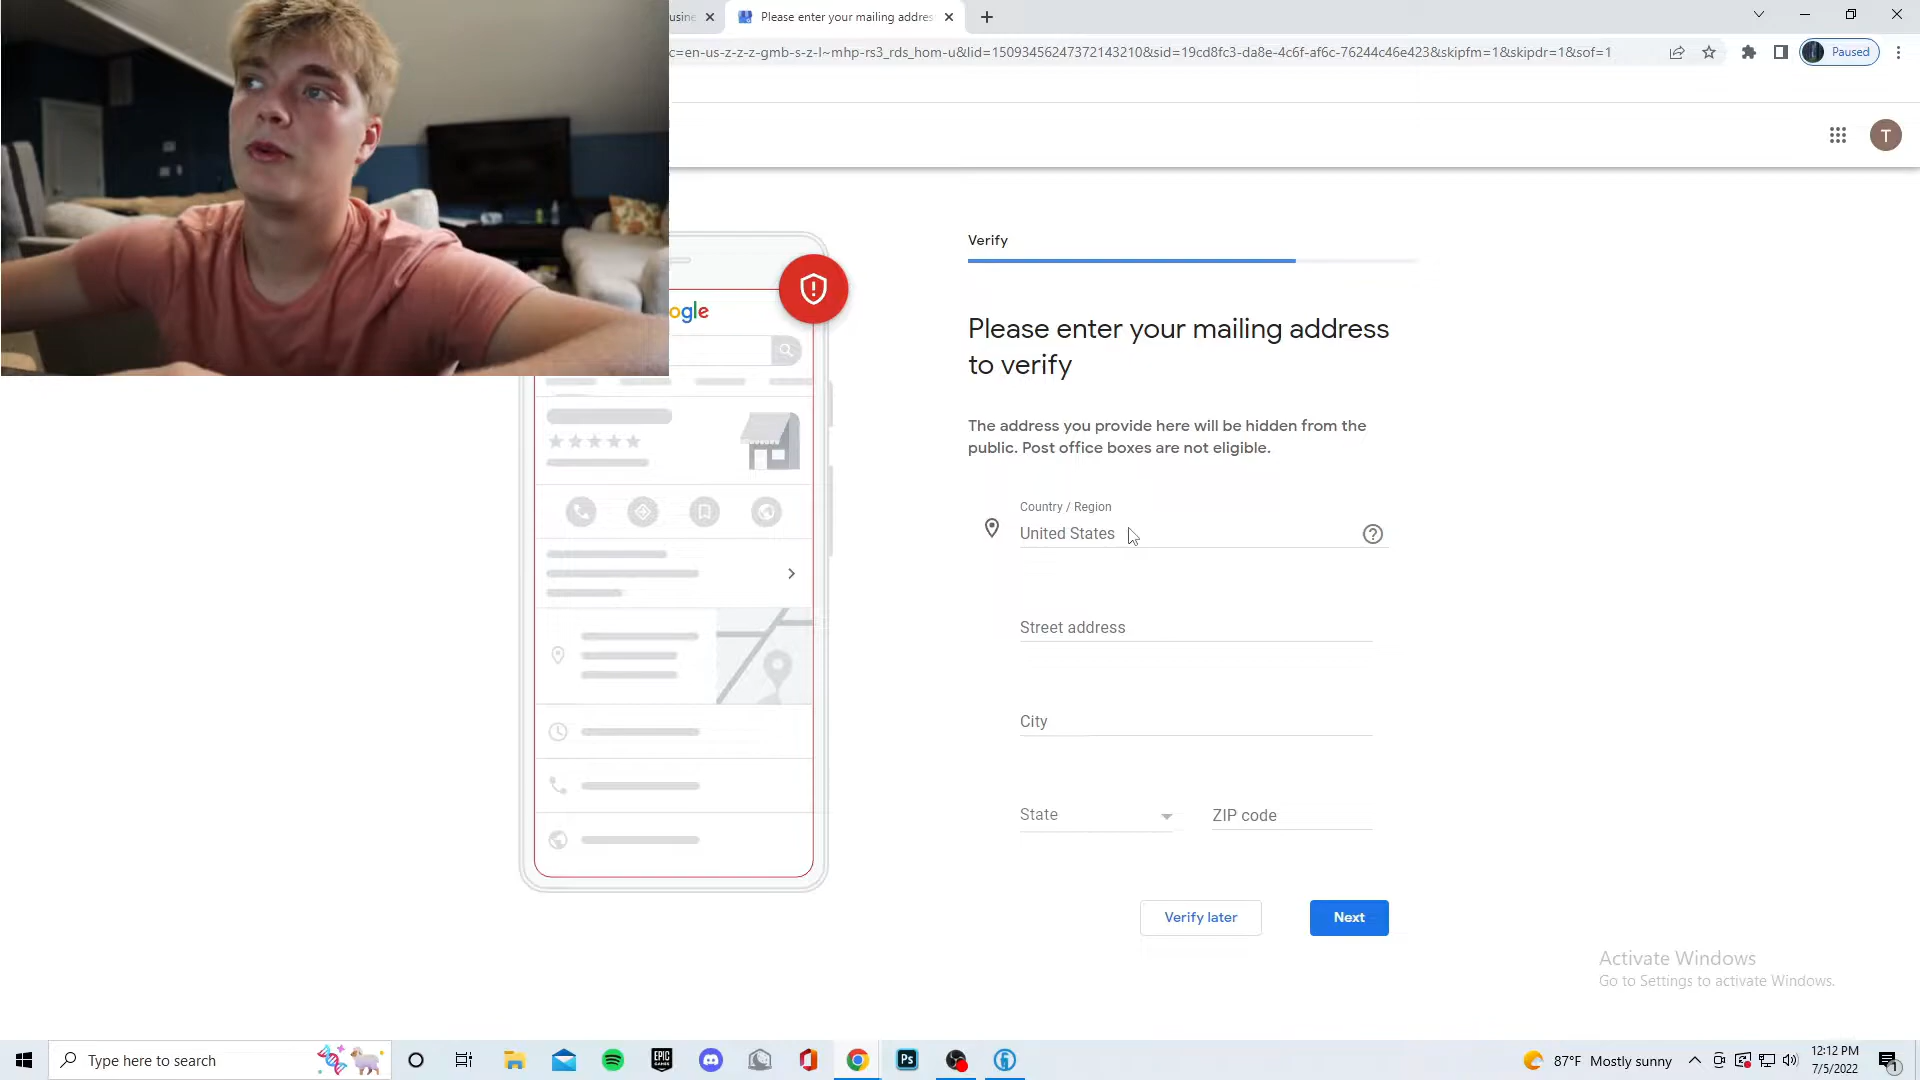 usine
Please enter your mailing addres
c=en-us-z-z-z-gmb-s-z-l~mhp-rs3_rds_hom-u&lid=15093456247372143210&sid=19cd8fc3-da8e-4c6f-af6c-76244c46e423&skipfm=1&skipdr=1&sof=1
Paused
T
Verify
ogle
Please enter your mailing address
to verify
The address you provide here will be hidden from the
public. Post office boxes are not eligible.
Country / Region
United States
Street address
City
State
ZIP code
Verify later
Next
Activate Windows
Go to Settings to activate Windows.
Type here to search
EPIC
GAMES
Ps
87°F Mostly sunny
12:12 PM
7/5/2022
1